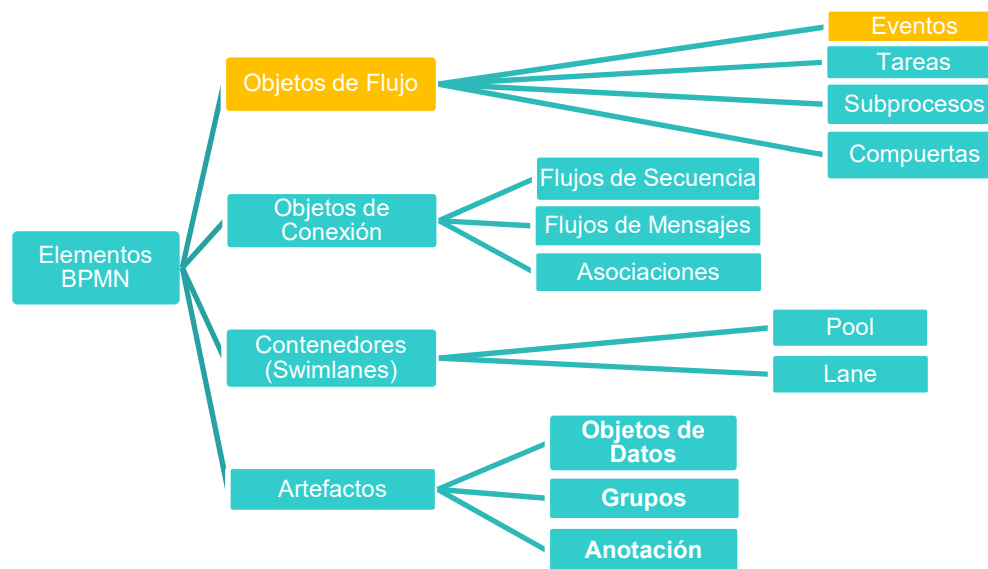 Eventos
Objetos de Flujo
Tareas
Subprocesos
Compuertas
Flujos de Secuencia
Objetos de
Conexión
Flujos de Mensajes
Asociaciones
Elementos
BPMN
Contenedores
(Swimlanes)
Pool
Lane
Objetos de
Datos
Artefactos
Grupos
Anotación